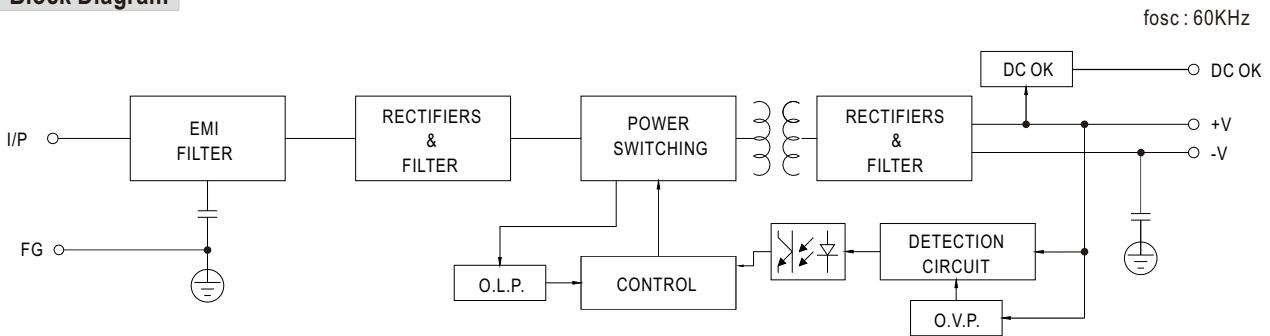 Block Diagram
fosc : 60KHz
DC OK
DC OK
I/P
EMI
FILTER
RECTIFIERS
&
FILTER
POWER
SWITCHING
RECTIFIERS
&
FILTER
+V
-V
FG
O.L.P.
CONTROL
DETECTION
CIRCUIT
O.V.P.